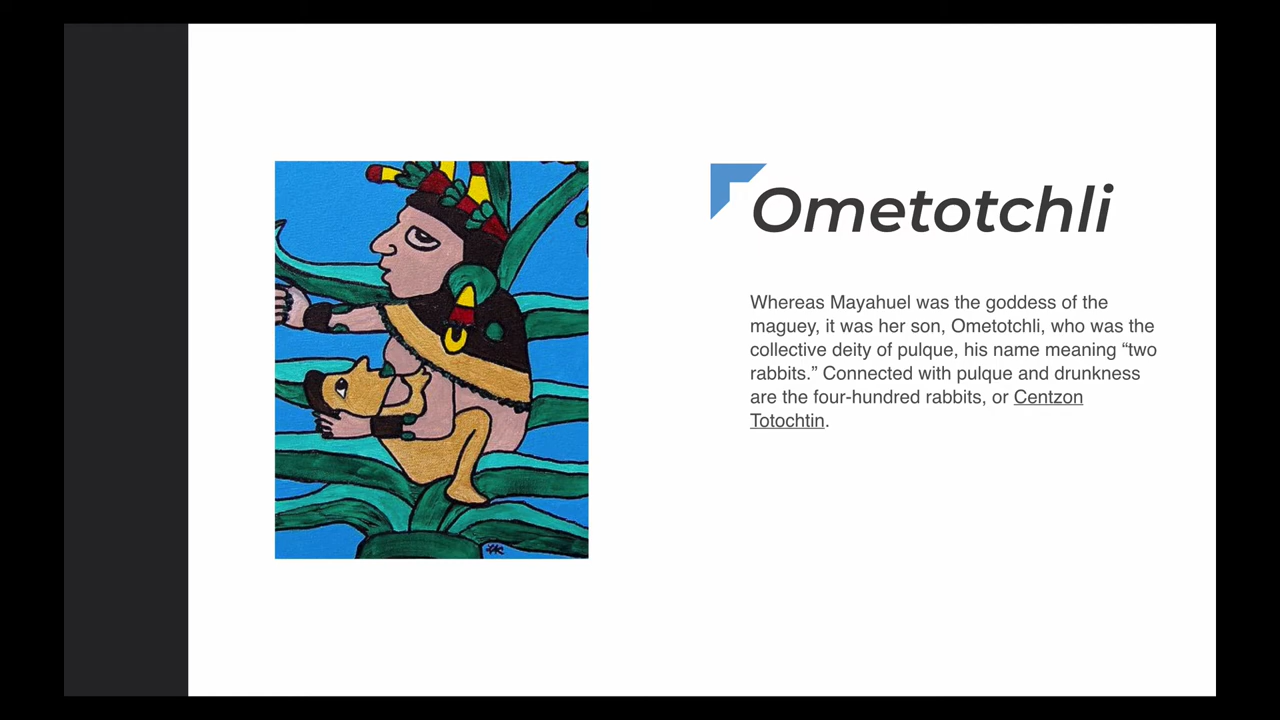 Ometotchli
Whereas Mayahuel was the goddess of the
maguey, it was her son, Ometotchli, who was the
collective deity of pulque, his name meaning “two
rabbits.” Connected with pulque and drunkness
are the four-hundred rabbits, or Centzon
Totochtin.